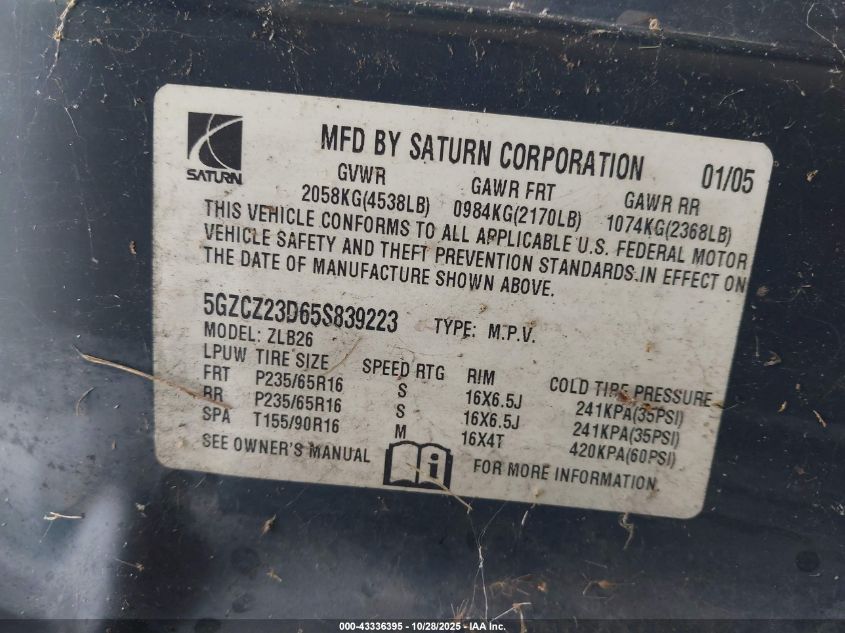 SATURN
MFD BY SATURN CORPORATION 01/05
GVWR GAWR FRT GAWR RR
2058KG(4538LB) 0984KG(2170LB) 1074KG(2368LB)
THIS VEHICLE CONFORMS TO ALL APPLICABLE U.S. FEDERAL MOTOR
VEHICLE SAFETY AND THEFT PREVENTION STANDARDS.IN EFFECT ON
THE DATE OF MANUFACTURE SHOWN ABOVE.
5GZCZ23D65S839223 TYPE: M.P.V.
MODEL: ZLB26
LPUW TIRE SIZE SPEED RTG RIM COLD TIRE PRESSURE
FRT P235/65R16 S 16X6.5J 241KPA(35PSI)
RR P235/65R16 S 16X6.5J 241KPA(35PSI)
SPA T155/90R16 M 16X4T 420KPA(60PSI)
SEE OWNER'S MANUAL i FOR MORE INFORMATION
000-43336395 - 10/28/2025 - IAA Inc.